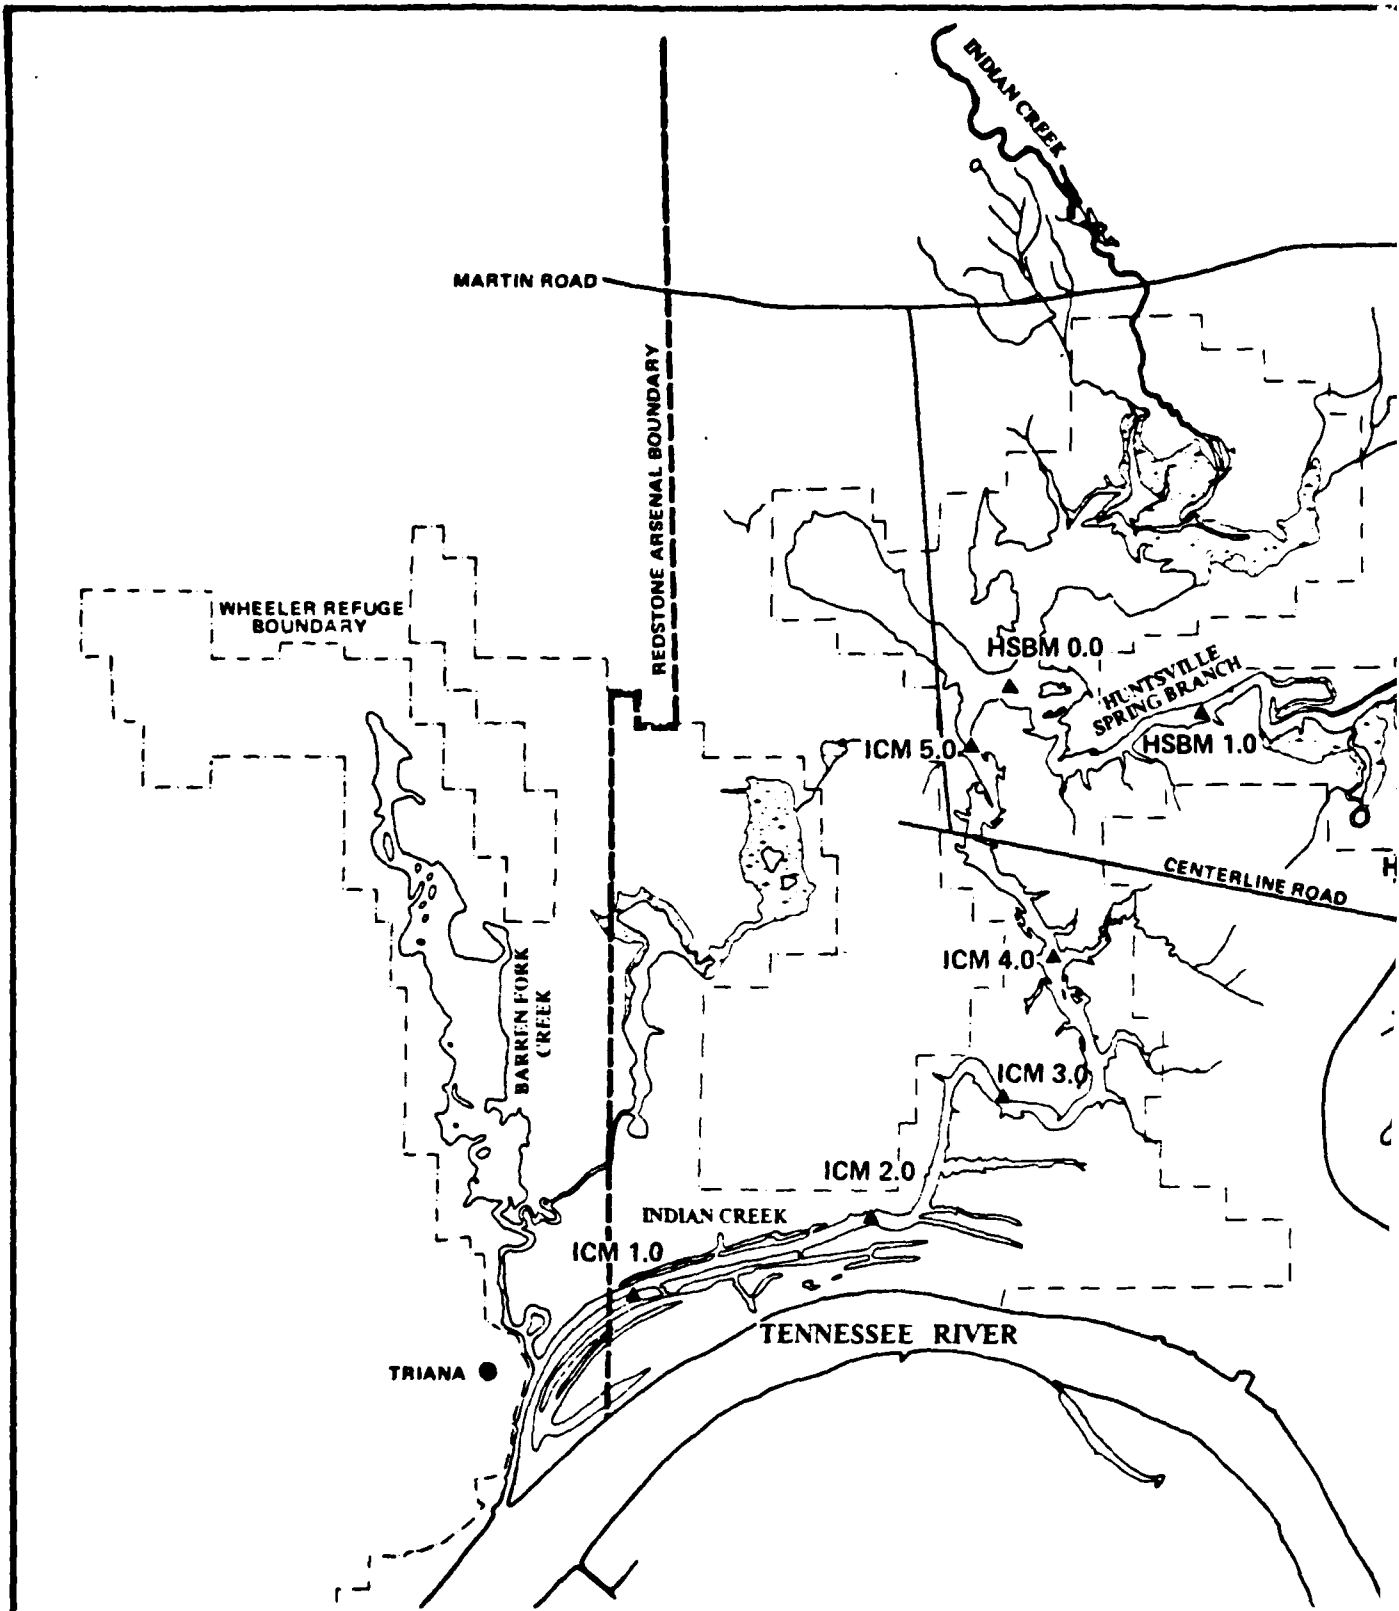 INDIAN CREEK
MARTIN ROAD
REDSTONE ARSENAL BOUNDARY
WHEELER REFUGE
BOUNDARY
HSBM 0.0
HUNTSVILLE
SPRING BRANCH
ICM 5.0
HSBM 1.0
CENTERLINE ROAD
H
ICM 4.0
BARREN FORK
CREEK
ICM 3.0
ICM 2.0
INDIAN CREEK
ICM 1.0
TENNESSEE RIVER
TRIANA